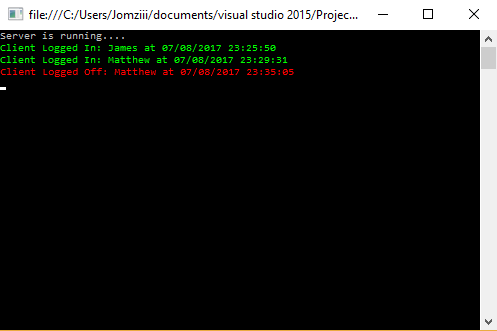 file:///C:/Users/Jomziii/documents/visual studio 2015/Projec...
Server is running....
Client Logged In: James at 07/08/2017 23:25:50
Client Logged In: Matthew at 07/08/2017 23:29:31
Client Logged Off: Matthew at 07/08/2017 23:35:05